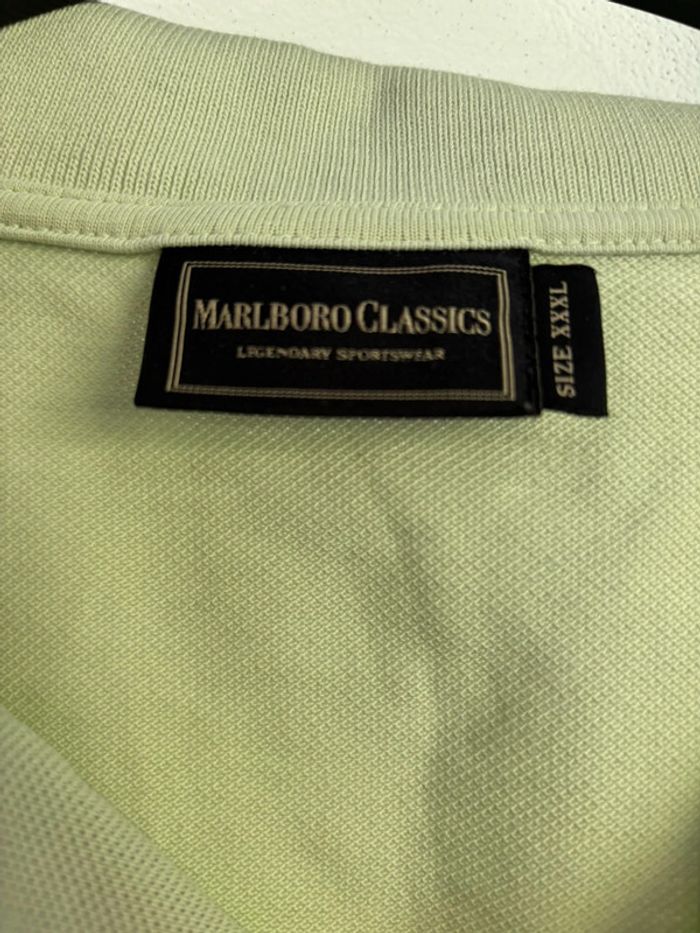 MARLBORO CLASSICS
LEGENDARY SPORTSWEAR
SIZE XXXL